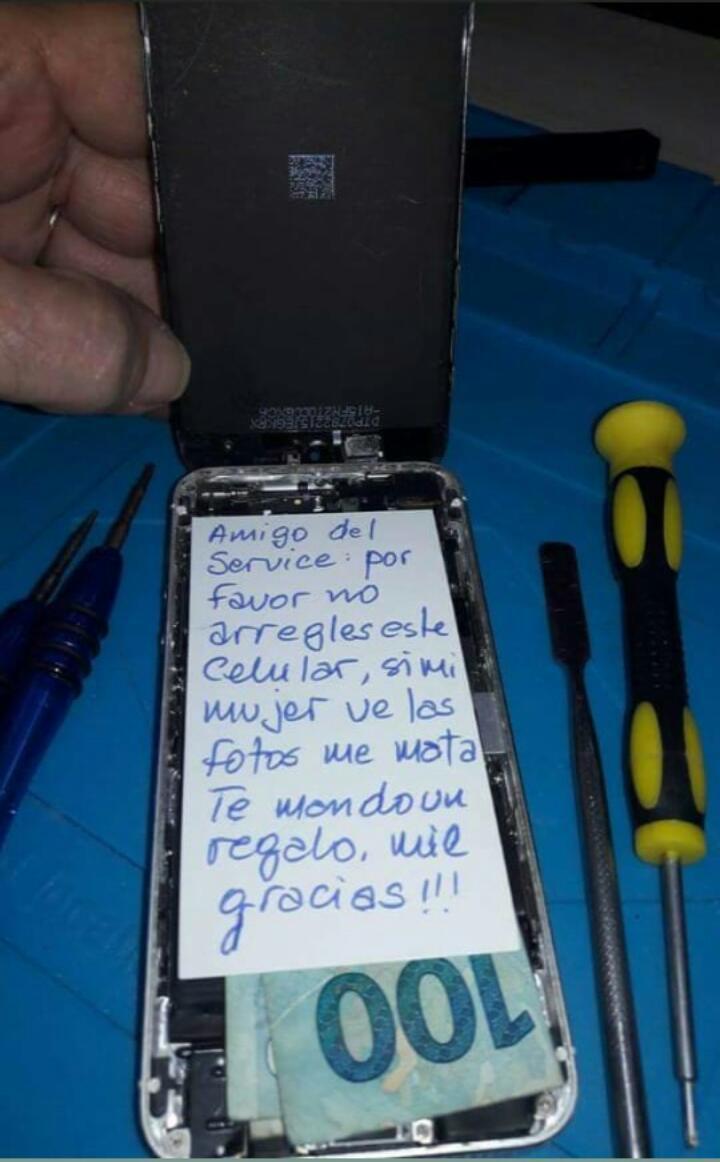 Amigo del
Service: por
favor no
arregles este
Celular, si mi
mujer ve las
fotos me mata
Te mando un
regalo, mil
gracias!!!
100